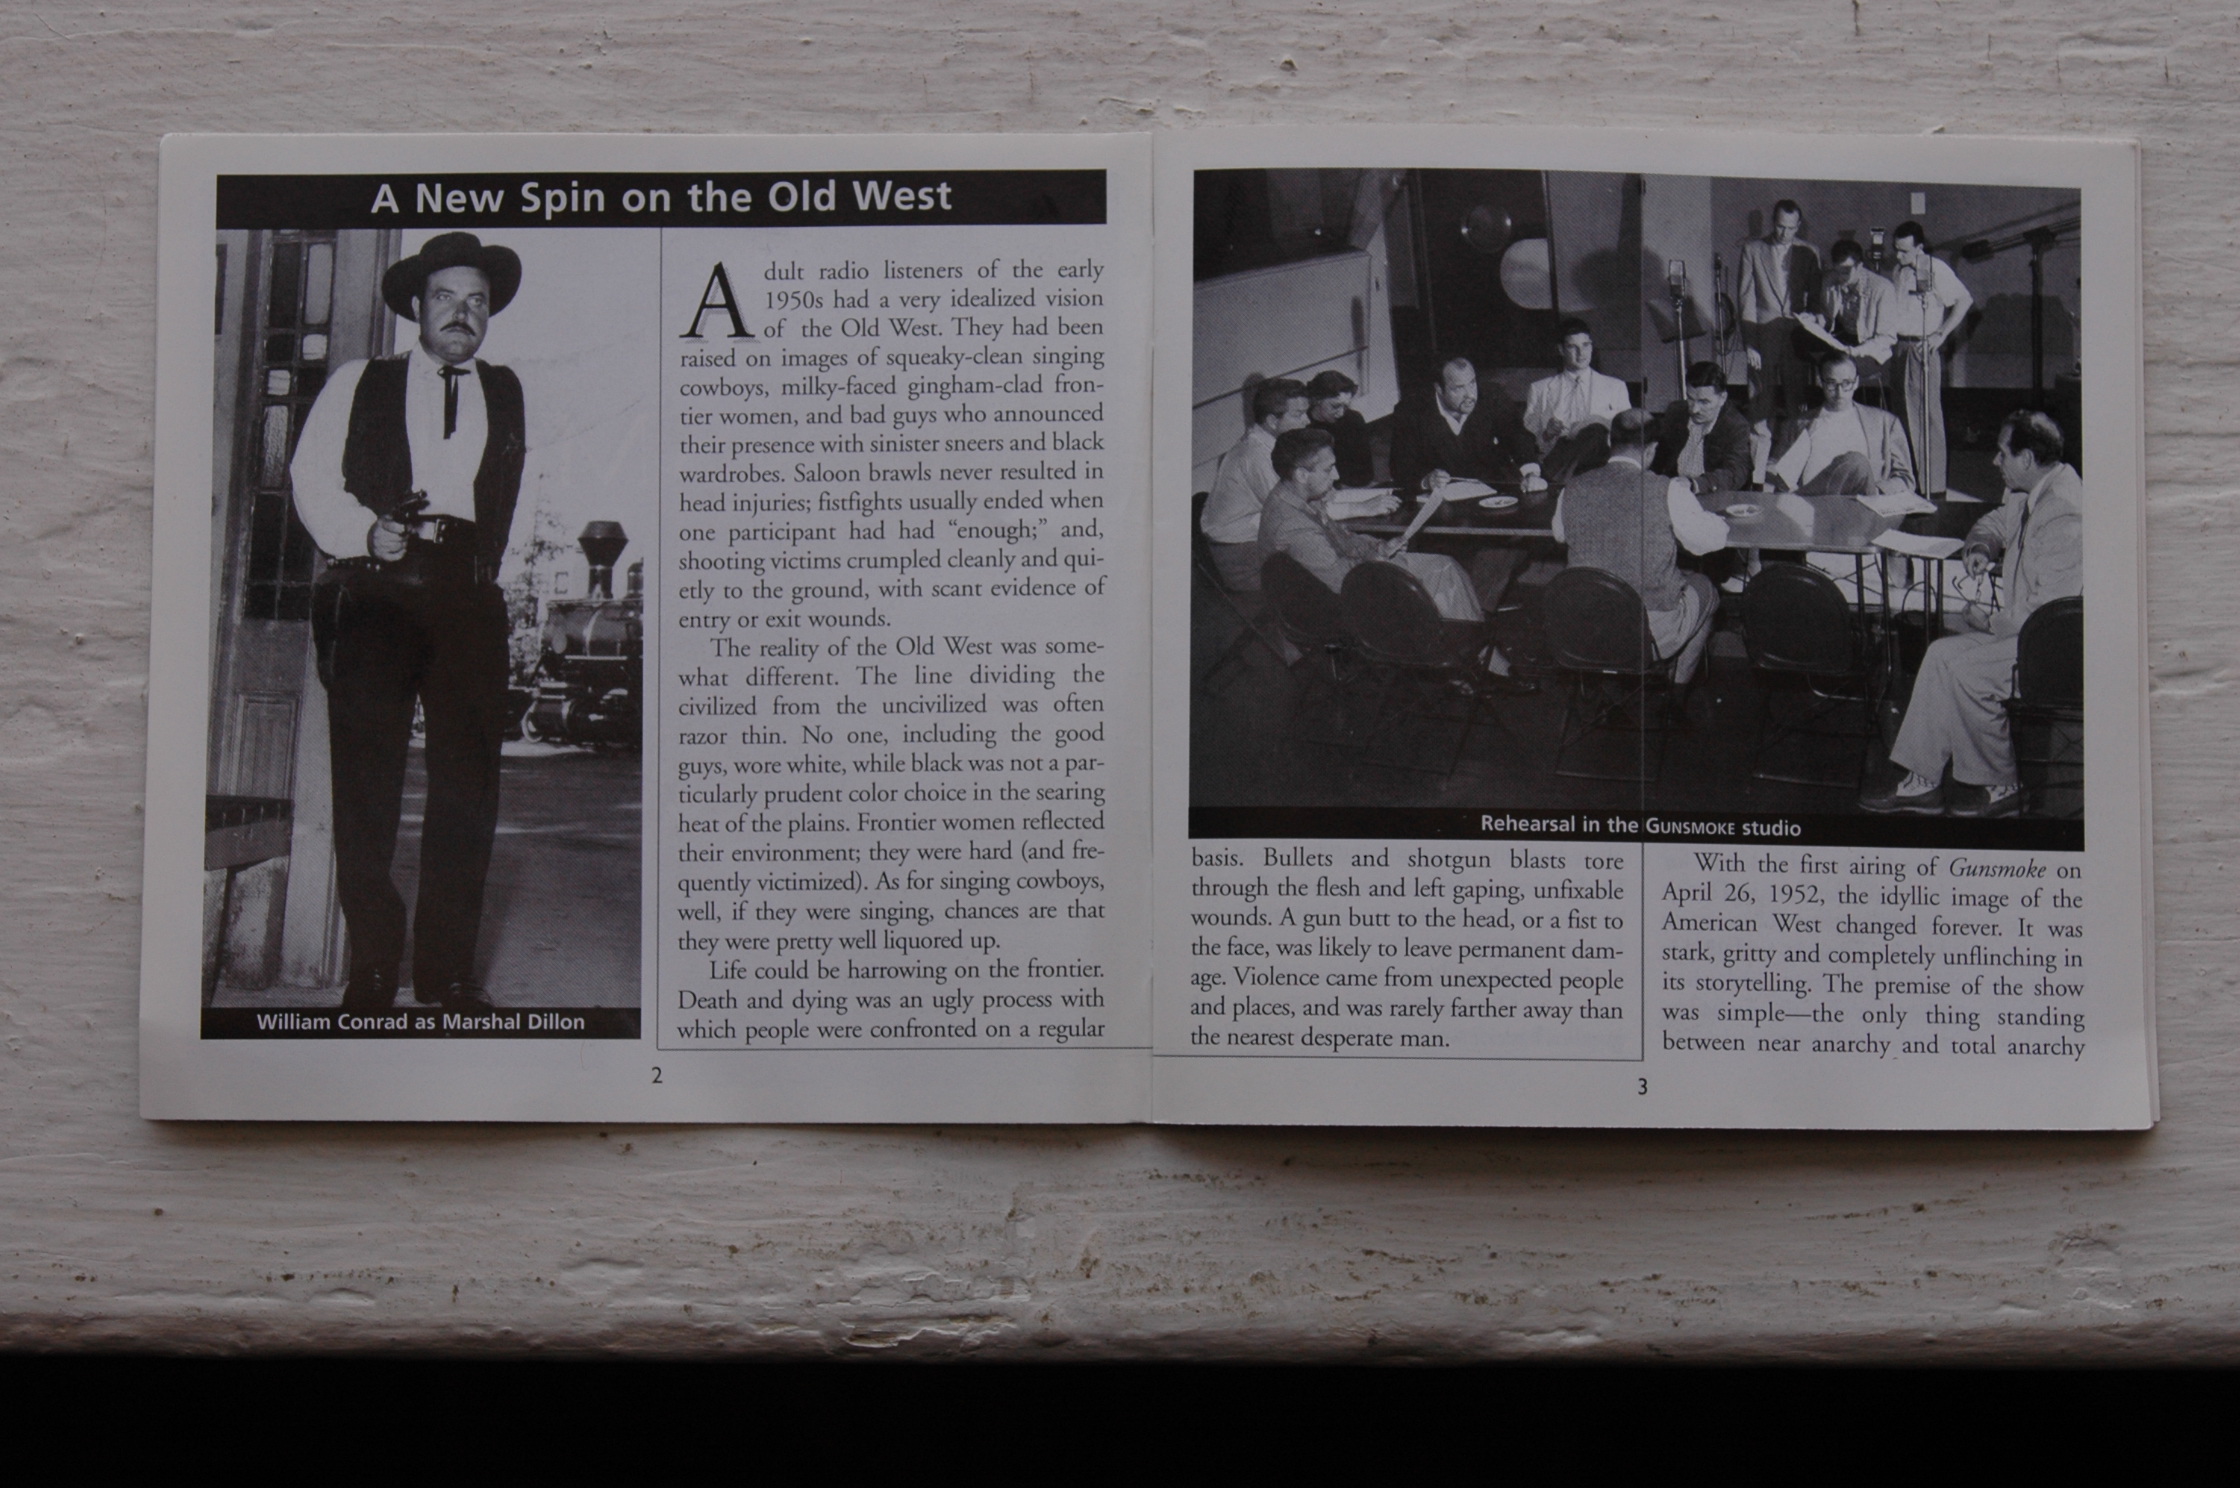 A New Spin on the Old West
William Conrad as Marshal Dillon
Adult radio listeners of the early
1950s had a very idealized vision
of the Old West. They had been
raised on images of squeaky-clean singing
cowboys, milky-faced gingham-clad fron-
tier women, and bad guys who announced
their presence with sinister sneers and black
wardrobes. Saloon brawls never resulted in
head injuries; fistfights usually ended when
one participant had had “enough;” and,
shooting victims crumpled cleanly and qui-
etly to the ground, with scant evidence of
entry or exit wounds.
The reality of the Old West was some-
what different. The line dividing the
civilized from the uncivilized was often
razor thin. No one, including the good
guys, wore white, while black was not a par-
ticularly prudent color choice in the searing
heat of the plains. Frontier women reflected
their environment; they were hard (and fre-
quently victimized). As for singing cowboys,
well, if they were singing, chances are that
they were pretty well liquored up.
Life could be harrowing on the frontier.
Death and dying was an ugly process with
which people were confronted on a regular
2
Rehearsal in the GUNSMOKE studio
basis. Bullets and shotgun blasts tore
through the flesh and left gaping, unfixable
wounds. A gun butt to the head, or a fist to
the face, was likely to leave permanent dam-
age. Violence came from unexpected people
and places, and was rarely farther away than
the nearest desperate man.
With the first airing of Gunsmoke on
April 26, 1952, the idyllic image of the
American West changed forever. It was
stark, gritty and completely unflinching in
its storytelling. The premise of the show
was simple—the only thing standing
between near anarchy and total anarchy
3